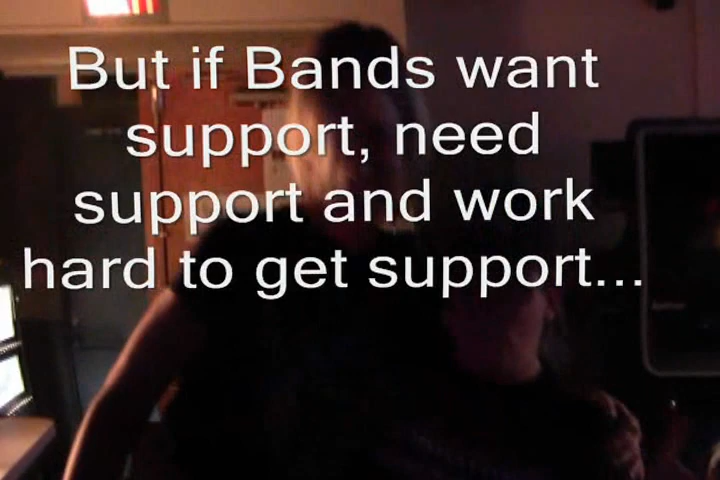 But if Bands want
support, need
support and work
hard to get support...